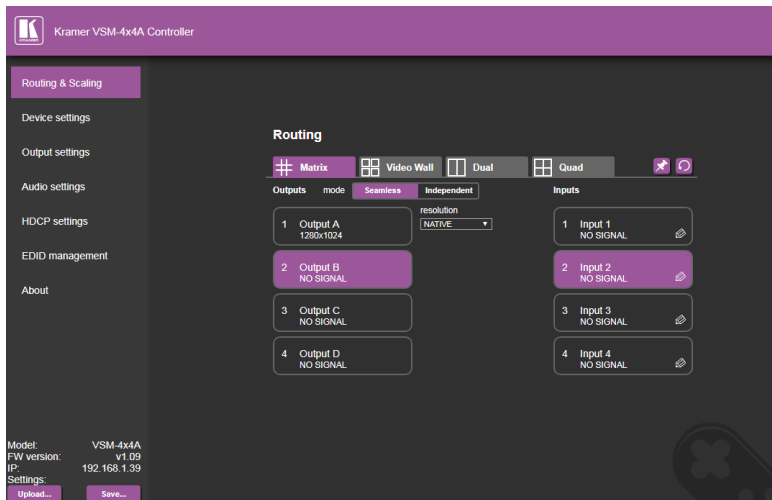 Kramer VSM-4x4A Controller
Routing & Scaling
Device settings
Output settings
Audio settings
HDCP settings
EDID management
About
Model: VSM-4x4A
FW version: v1.09
IP: 192.168.1.39
Settings:
Upload... Save...
Routing
Matrix Video Wall Dual Quad
Outputs mode Seamless Independent Inputs
resolution
NATIVE
1 Output A
1280x1024
2 Output B
NO SIGNAL
3 Output C
NO SIGNAL
4 Output D
NO SIGNAL
1 Input 1
NO SIGNAL
2 Input 2
NO SIGNAL
3 Input 3
NO SIGNAL
4 Input 4
NO SIGNAL